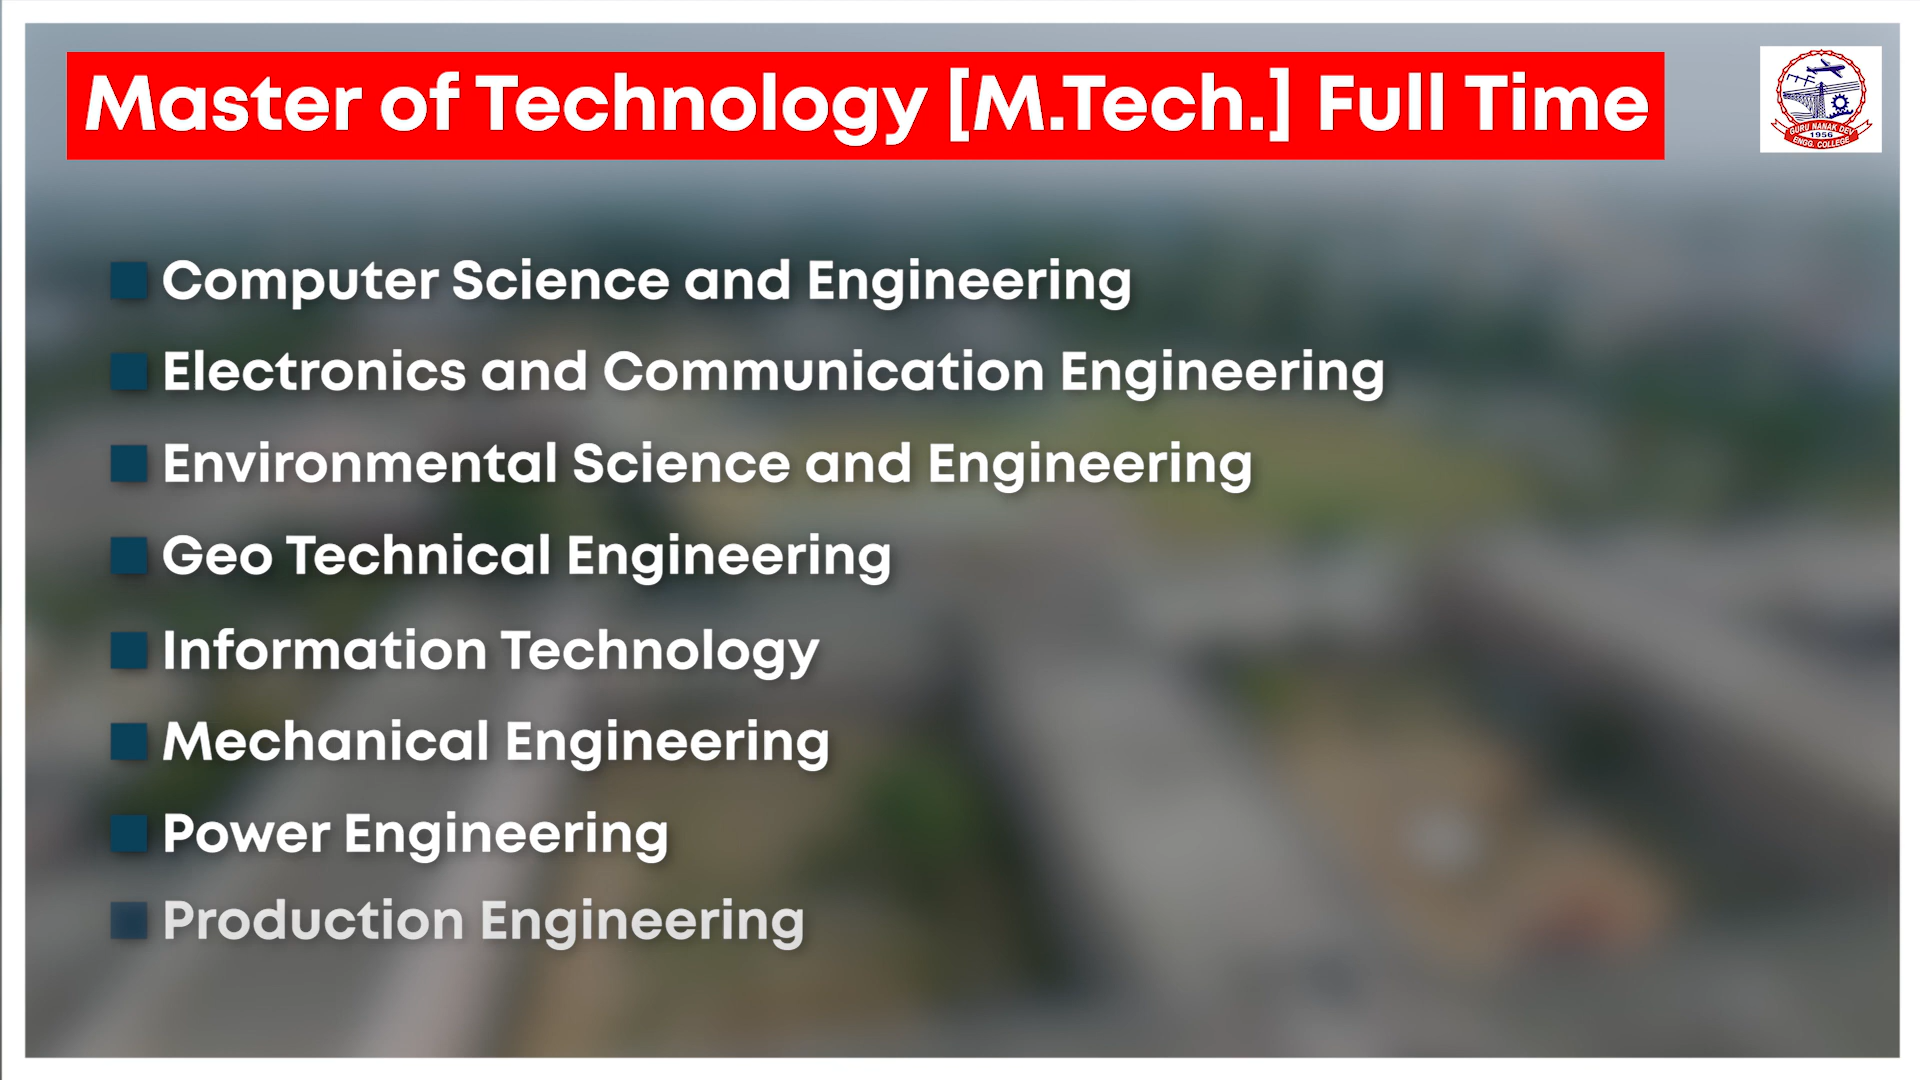 Master of Technology [M.Tech.] Full Time
GURU NANAK DEV
1956
ENGG. COLLEGE
Computer Science and Engineering
Electronics and Communication Engineering
Environmental Science and Engineering
Geo Technical Engineering
Information Technology
Mechanical Engineering
Power Engineering
Production Engineering